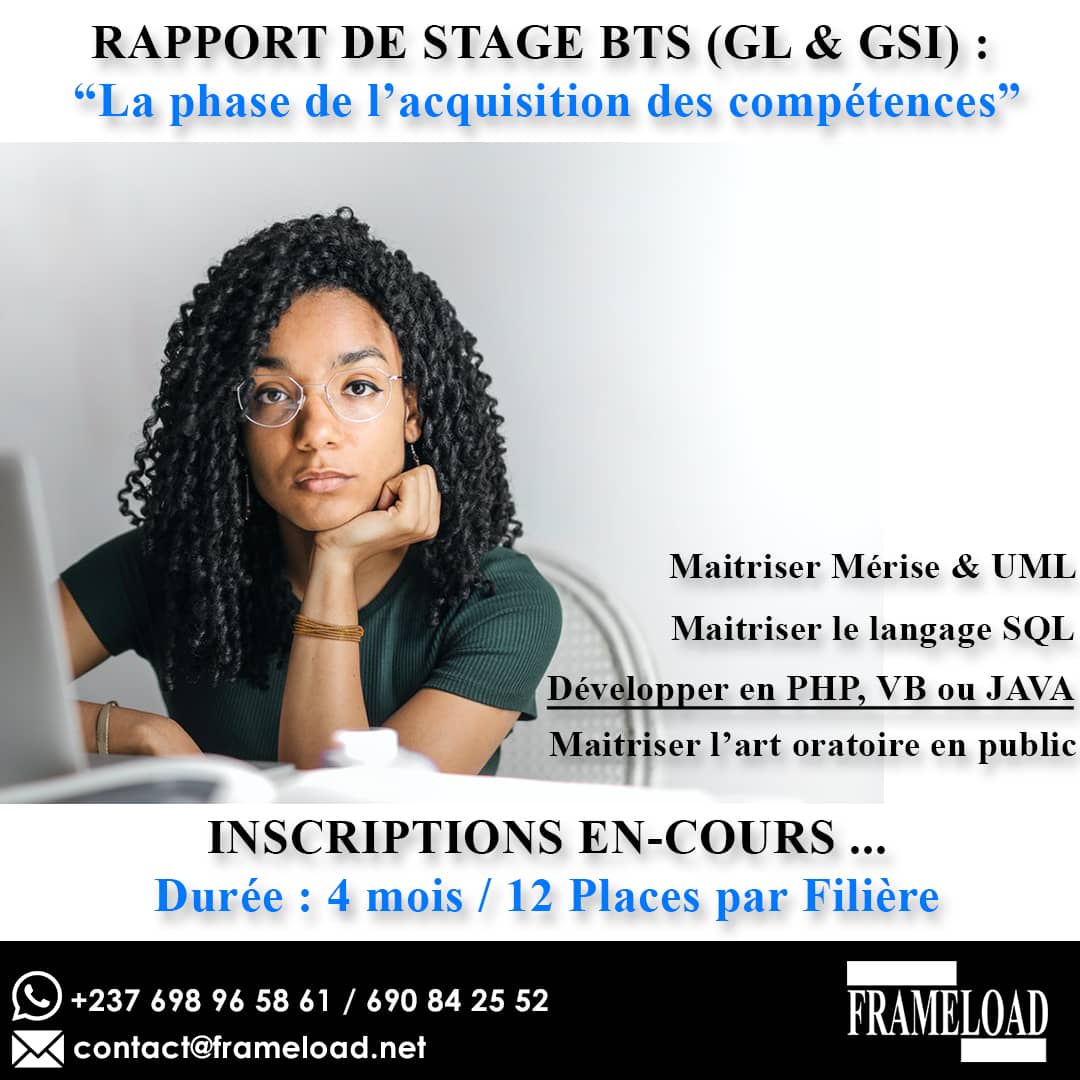 RAPPORT DE STAGE BTS (GL & GSI) :
“La phase de l’acquisition des compétences”
Maitriser Mérise & UML
Maitriser le langage SQL
Développer en PHP, VB ou JAVA
Maitriser l’art oratoire en public
INSCRIPTIONS EN-COURS ...
Durée : 4 mois / 12 Places par Filière
+237 698 96 58 61 / 690 84 25 52
contact@frameload.net
FRAMELOAD